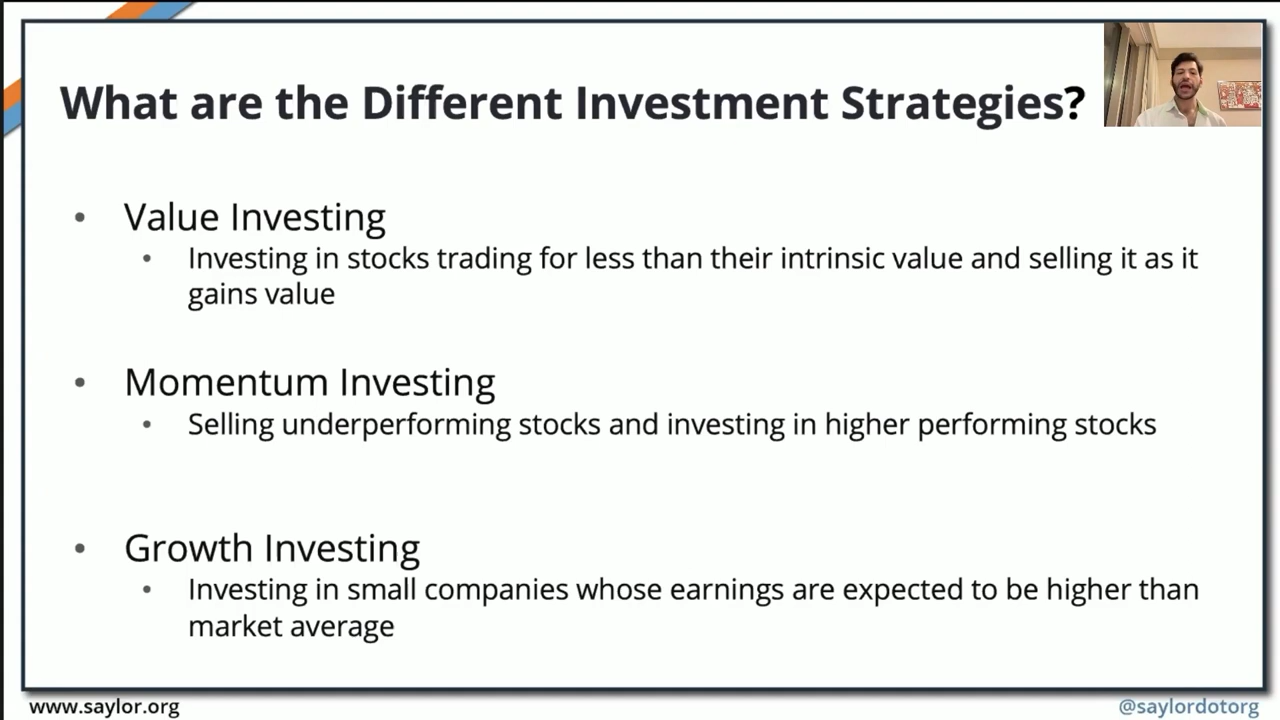 What are the Different Investment Strategies?
• Value Investing
• Investing in stocks trading for less than their intrinsic value and selling it as it
gains value
• Momentum Investing
• Selling underperforming stocks and investing in higher performing stocks
• Growth Investing
• Investing in small companies whose earnings are expected to be higher than
market average
www.saylor.org
@saylordotorg